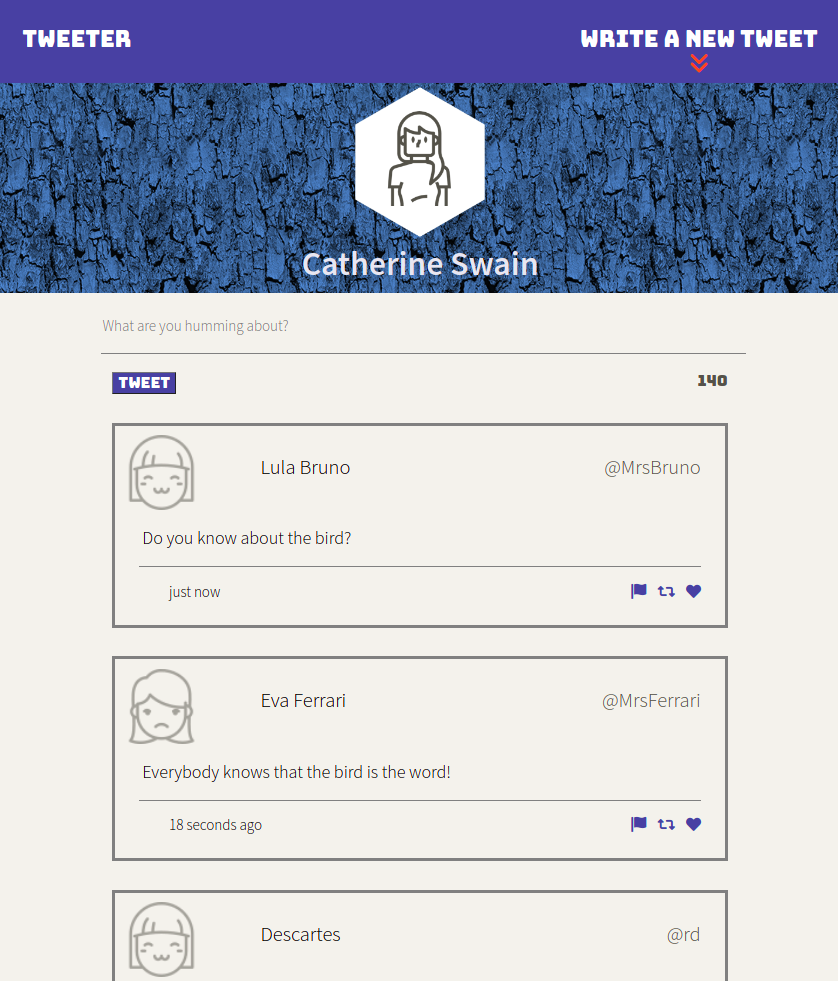 TWEETER
WRITE A NEW TWEET
Catherine Swain
What are you humming about?
TWEET
140
Lula Bruno
@MrsBruno
Do you know about the bird?
just now
Eva Ferrari
@MrsFerrari
Everybody knows that the bird is the word!
18 seconds ago
Descartes
@rd